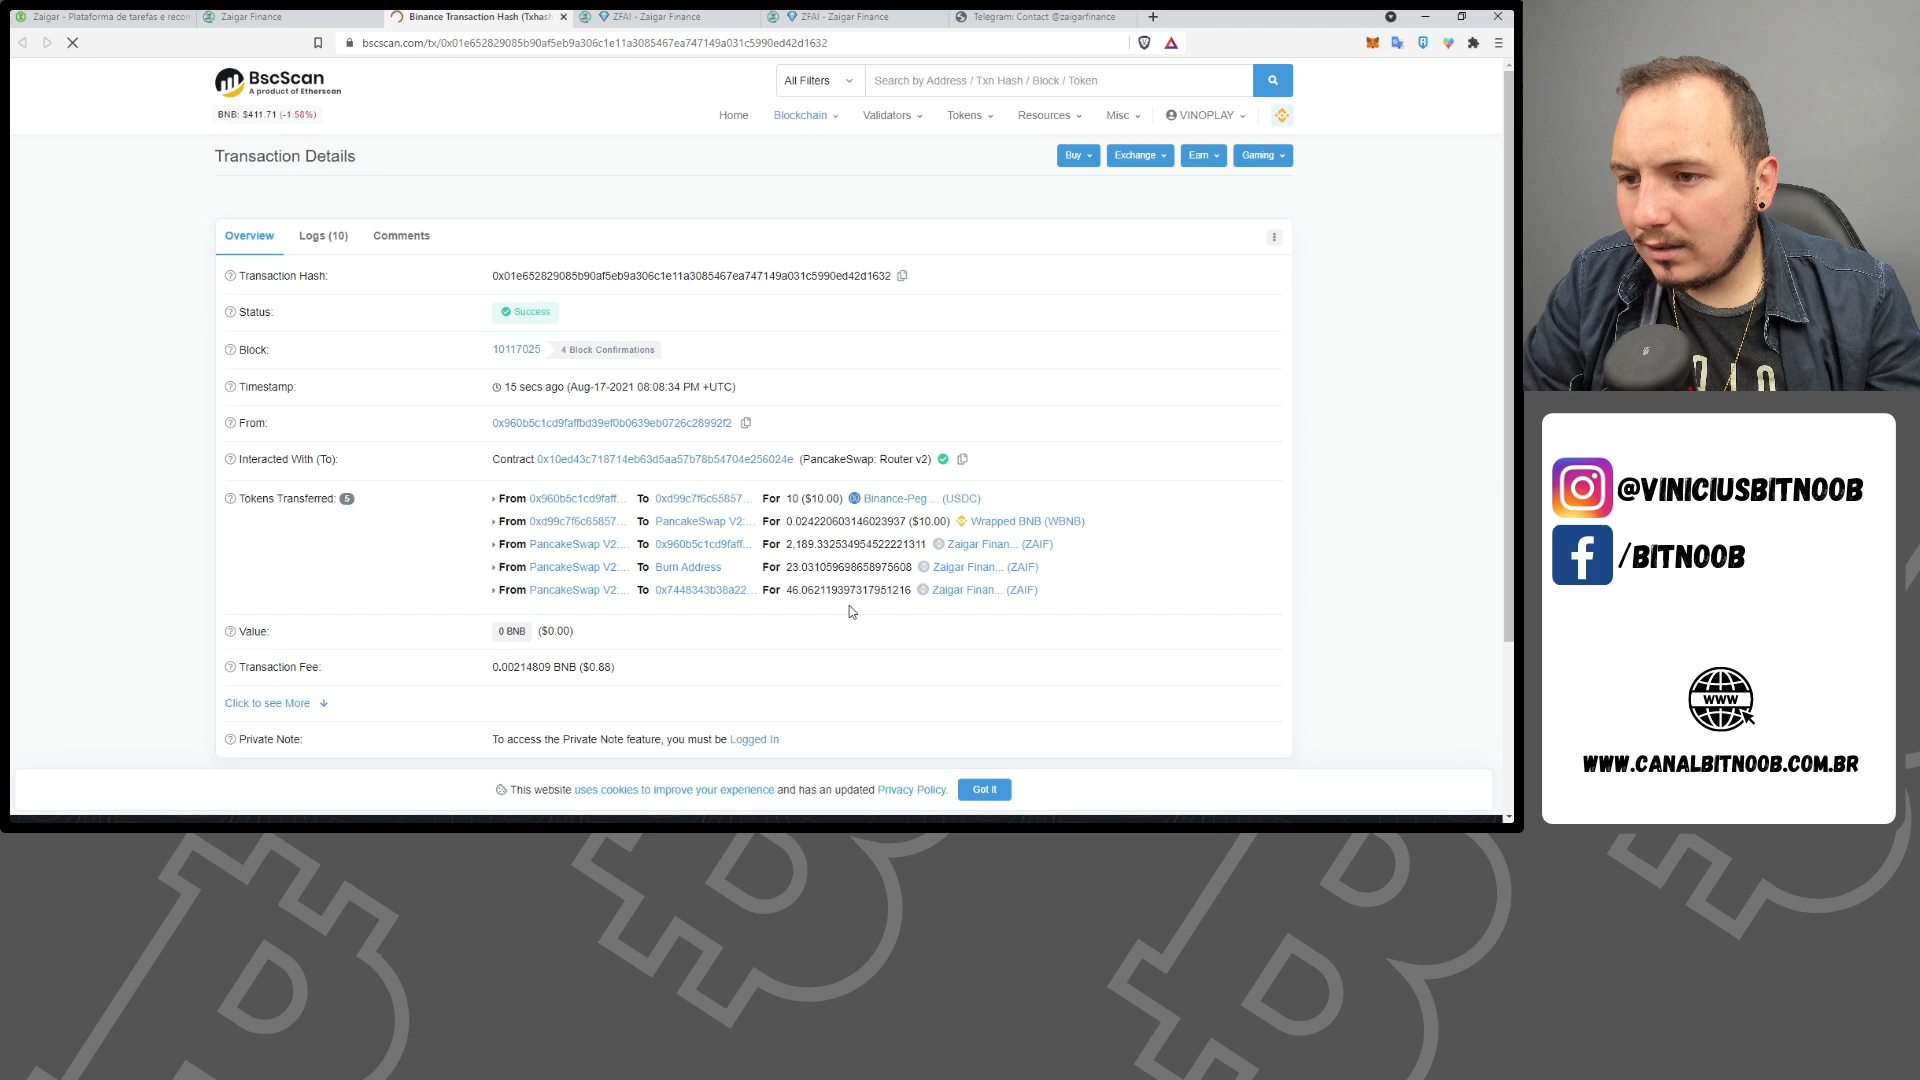 Zaigar - Plataforma de tarefas e recom
Zaigar Finance
Binance Transaction Hash (Txhash
ZFAI - Zaigar Finance
ZFAI - Zaigar Finance
Telegram: Contact @zaigarfinance
bscscan.com/tx/0x01e652829085b90af5eb9a306c1e11a3085467ea747149a031c5990ed42d1632
BscScan
A product of Etherscan
All Filters
Search by Address / Txn Hash / Block / Token
BNB: $411.71 (-1.58%)
Home
Blockchain
Validators
Tokens
Resources
Misc
VINOPLAY
Transaction Details
Buy
Exchange
Earn
Gaming
Overview
Logs (10)
Comments
Transaction Hash:
0x01e652829085b90af5eb9a306c1e11a3085467ea747149a031c5990ed42d1632
Status:
Success
Block:
10117025
4 Block Confirmations
Timestamp:
15 secs ago (Aug-17-2021 08:08:34 PM +UTC)
From:
0x960b5c1cd9faffbd39ef0b0639eb0726c28992f2
Interacted With (To):
Contract 0x10ed43c718714eb63d5aa57b78b54704e256024e (PancakeSwap: Router v2)
Tokens Transferred: 5
From 0x960b5c1cd9faff... To 0xd99c7f6c65857... For 10 ($10.00) Binance-Peg ... (USDC)
From 0xd99c7f6c65857... To PancakeSwap V2:... For 0.024220603146023937 ($10.00) Wrapped BNB (WBNB)
From PancakeSwap V2:... To 0x960b5c1cd9faff... For 2,189.332534954522221311 Zaigar Finan... (ZAIF)
From PancakeSwap V2:... To Burn Address For 23.031059698658975608 Zaigar Finan... (ZAIF)
From PancakeSwap V2:... To 0x7448343b38a22... For 46.062119397317951216 Zaigar Finan... (ZAIF)
Value:
0 BNB ($0.00)
Transaction Fee:
0.00214809 BNB ($0.88)
Click to see More
Private Note:
To access the Private Note feature, you must be Logged In
This website uses cookies to improve your experience and has an updated Privacy Policy.
Got It
@VINICIUSBITNOOB
/BITNOOB
WWW
WWW.CANALBITNOOB.COM.BR